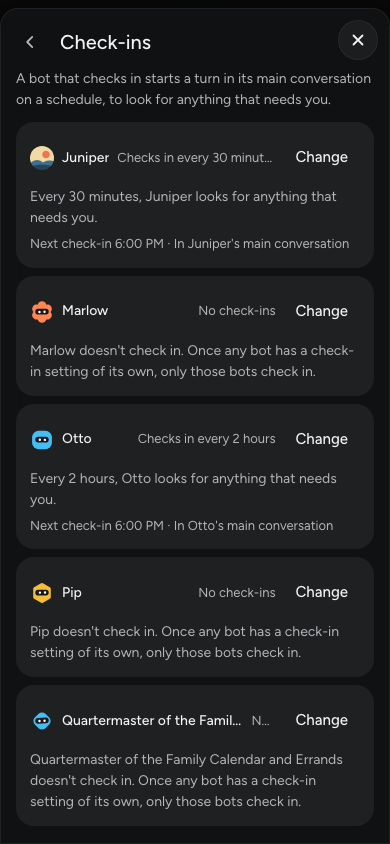 Check-ins
A bot that checks in starts a turn in its main conversation
on a schedule, to look for anything that needs you.
Juniper Checks in every 30 minut... Change
Every 30 minutes, Juniper looks for anything that
needs you.
Next check-in 6:00 PM · In Juniper's main conversation
Marlow No check-ins Change
Marlow doesn't check in. Once any bot has a check-
in setting of its own, only those bots check in.
Otto Checks in every 2 hours Change
Every 2 hours, Otto looks for anything that needs
you.
Next check-in 6:00 PM · In Otto's main conversation
Pip No check-ins Change
Pip doesn't check in. Once any bot has a check-in
setting of its own, only those bots check in.
Quartermaster of the Famil... N... Change
Quartermaster of the Family Calendar and Errands
doesn't check in. Once any bot has a check-in
setting of its own, only those bots check in.